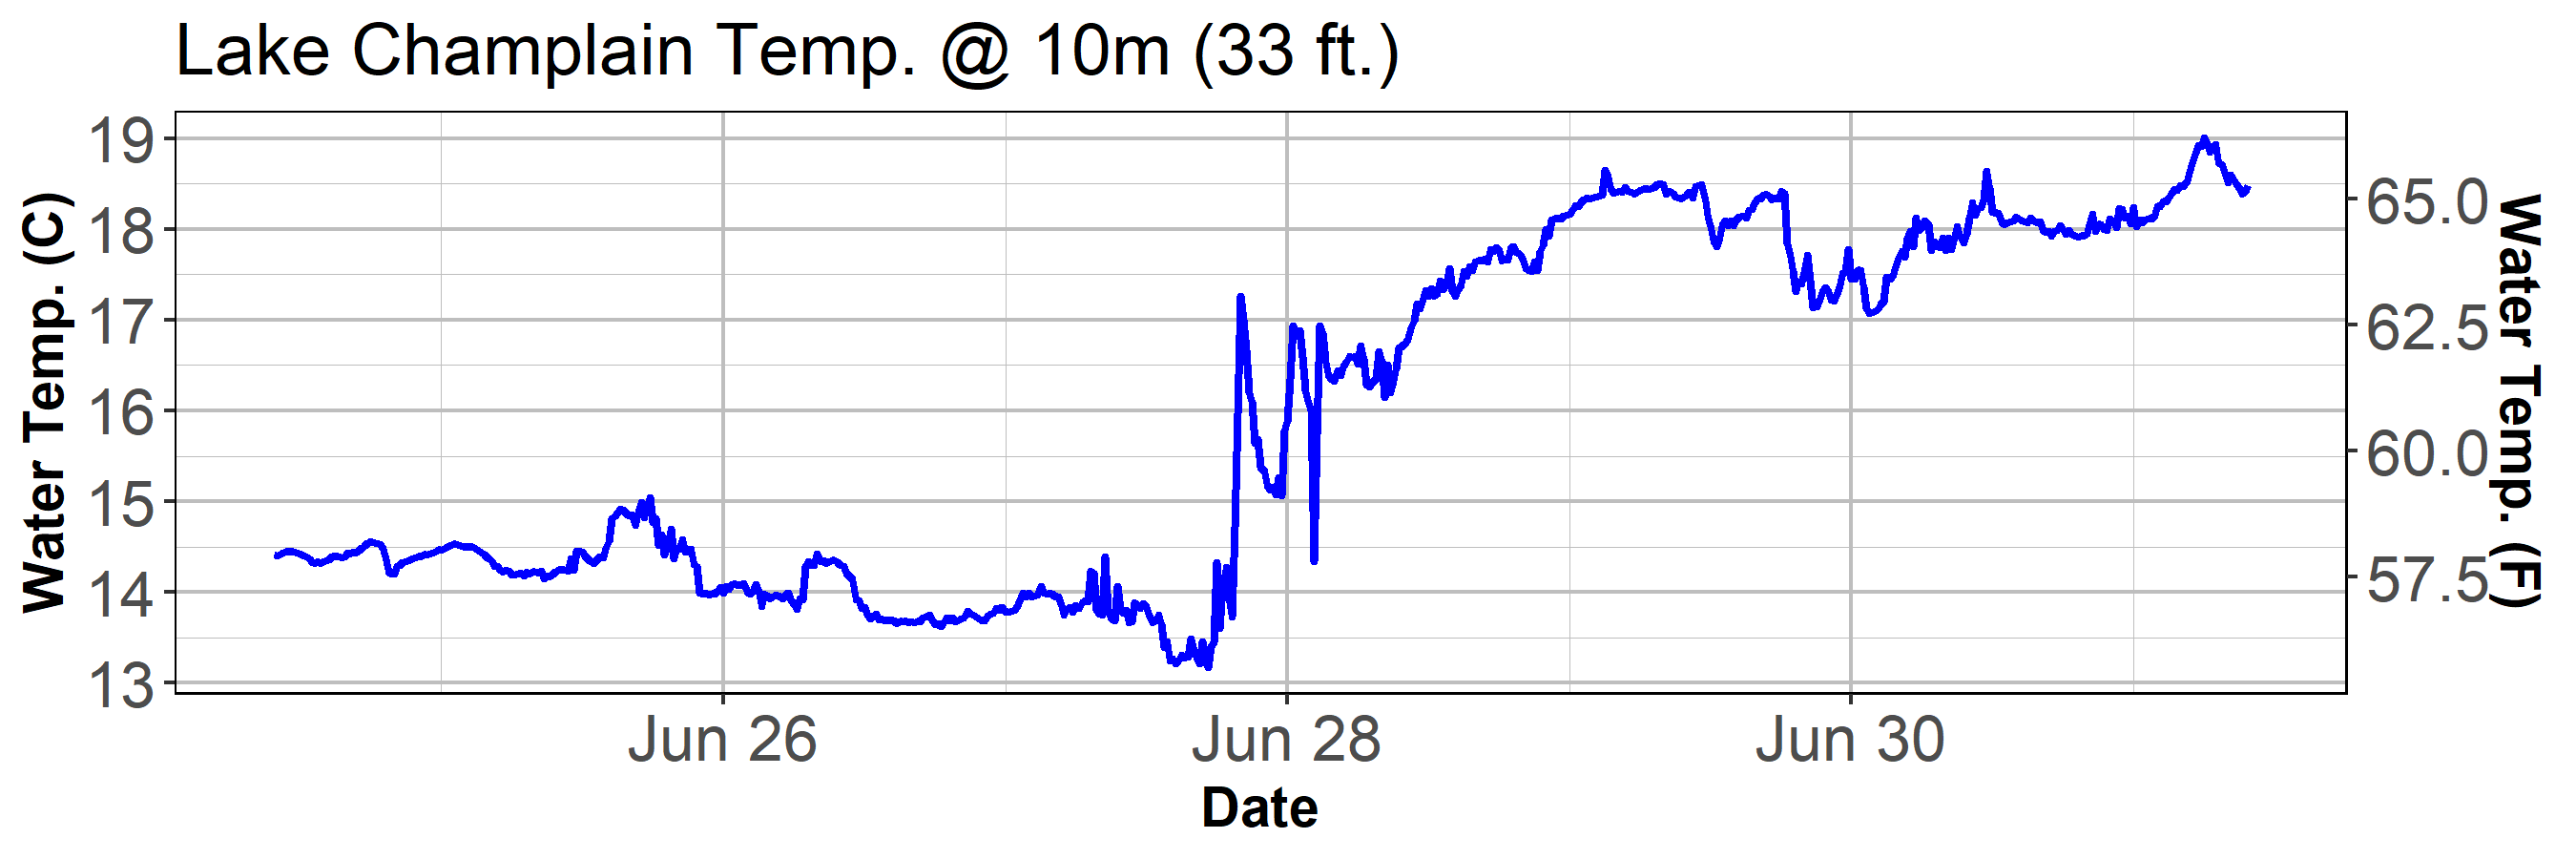 Lake Champlain Temp. @ 10m (33 ft.)
Water Temp. (C)
19
18
17
16
15
14
13
65.0
62.5
60.0
57.5
Water Temp. (F)
Jun 26
Jun 28
Jun 30
Date